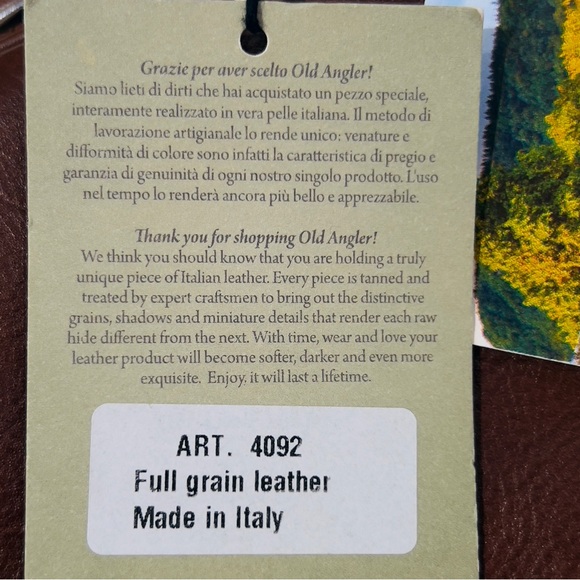 Grazie per aver scelto Old Angler!
Siamo lieti di dirti che hai acquistato un pezzo speciale,
interamente realizzato in vera pelle italiana. Il metodo di
lavorazione artigianale lo rende unico: venature e
difformità di colore sono infatti la caratteristica di pregio e
garanzia di genuinità di ogni nostro singolo prodotto. L'uso
nel tempo lo renderà ancora più bello e apprezzabile.
Thank you for shopping Old Angler!
We think you should know that you are holding a truly
unique piece of Italian leather. Every piece is tanned and
treated by expert craftsmen to bring out the distinctive
grains, shadows and miniature details that render each raw
hide different from the next. With time, wear and love your
leather product will become softer, darker and even more
exquisite. Enjoy, it will last a lifetime.
ART. 4092
Full grain leather
Made in Italy